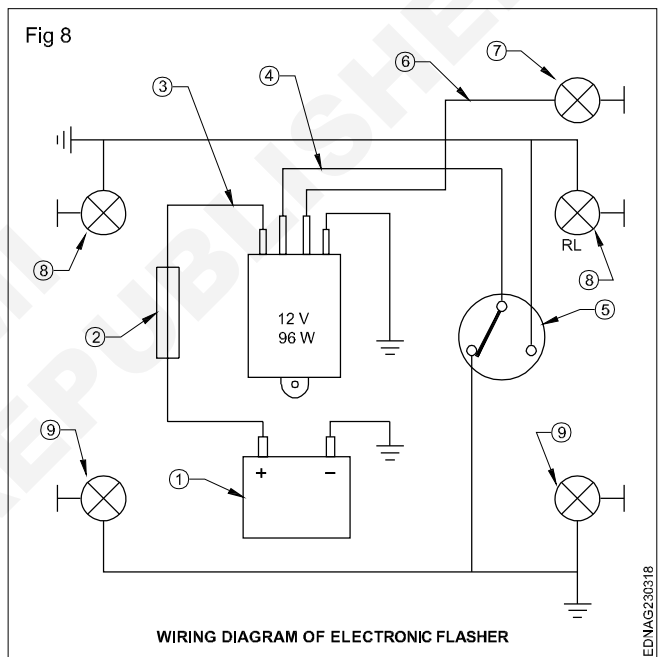 Fig 8
7
6
4
3
8
RL
8
5
12 V
96 W
2
9
9
1
+ −
WIRING DIAGRAM OF ELECTRONIC FLASHER
EDNAG230318
REPUBLISHE